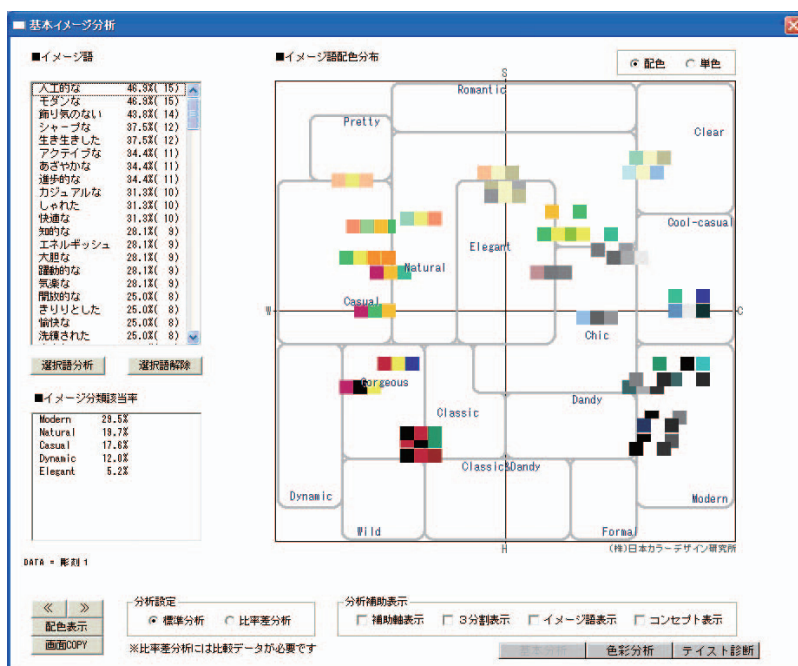 基本イメージ分析
■イメージ語
人工的な 46.9%( 15)
モダンな 46.9%( 15)
飾り気のない 43.8%( 14)
シャープな 37.5%( 12)
生き生きした 37.5%( 12)
アクティブな 34.4%( 11)
あざやかな 34.4%( 11)
進歩的な 34.4%( 11)
カジュアルな 31.3%( 10)
しゃれた 31.3%( 10)
快適な 31.3%( 10)
知的な 28.1%( 9)
エネルギッシュ 28.1%( 9)
大胆な 28.1%( 9)
躍動的な 28.1%( 9)
気楽な 28.1%( 9)
開放的な 25.0%( 8)
きりりとした 25.0%( 8)
愉快な 25.0%( 8)
洗練された 25.0%( 8)
選択語分析 選択語解除
■イメージ分類該当率
Modern 29.5%
Natural 19.7%
Casual 17.6%
Dynamic 12.0%
Elegant 5.2%
DATA = 彫刻 1
■イメージ語配色分布
配色 単色
S
Romantic
Pretty
Clear
Cool-casual
Elegant
Natural
Casual
W
C
Chic
Gorgeous
Classic
Dandy
Classic&Dandy
Dynamic
Modern
Wild
Formal
H
(株)日本カラーデザイン研究所
≪ ≫
配色表示
画面COPY
分析設定
標準分析 比率差分析
※比率差分析には比較データが必要です
分析補助表示
補助軸表示 3分割表示 イメージ語表示 コンセプト表示
基本分析 色彩分析 テイスト診断